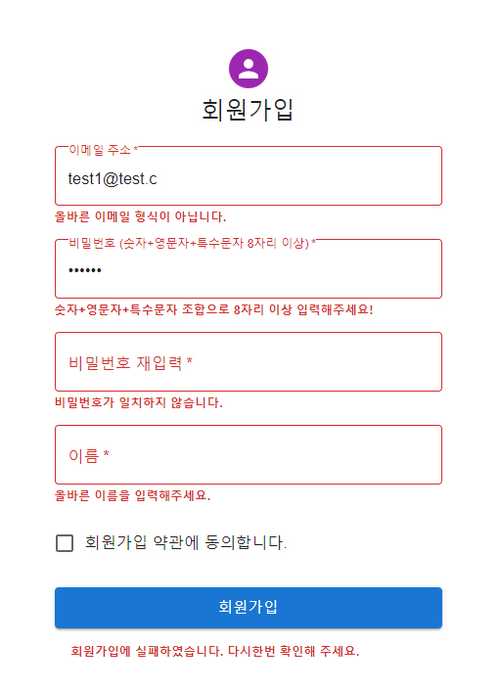 회원가입
이메일 주소 *
test1@test.c
올바른 이메일 형식이 아닙니다.
비밀번호 (숫자+영문자+특수문자 8자리 이상) *
••••••
숫자+영문자+특수문자 조합으로 8자리 이상 입력해주세요!
비밀번호 재입력 *
비밀번호가 일치하지 않습니다.
이름 *
올바른 이름을 입력해주세요.
회원가입 약관에 동의합니다.
회원가입
회원가입에 실패하였습니다. 다시한번 확인해 주세요.